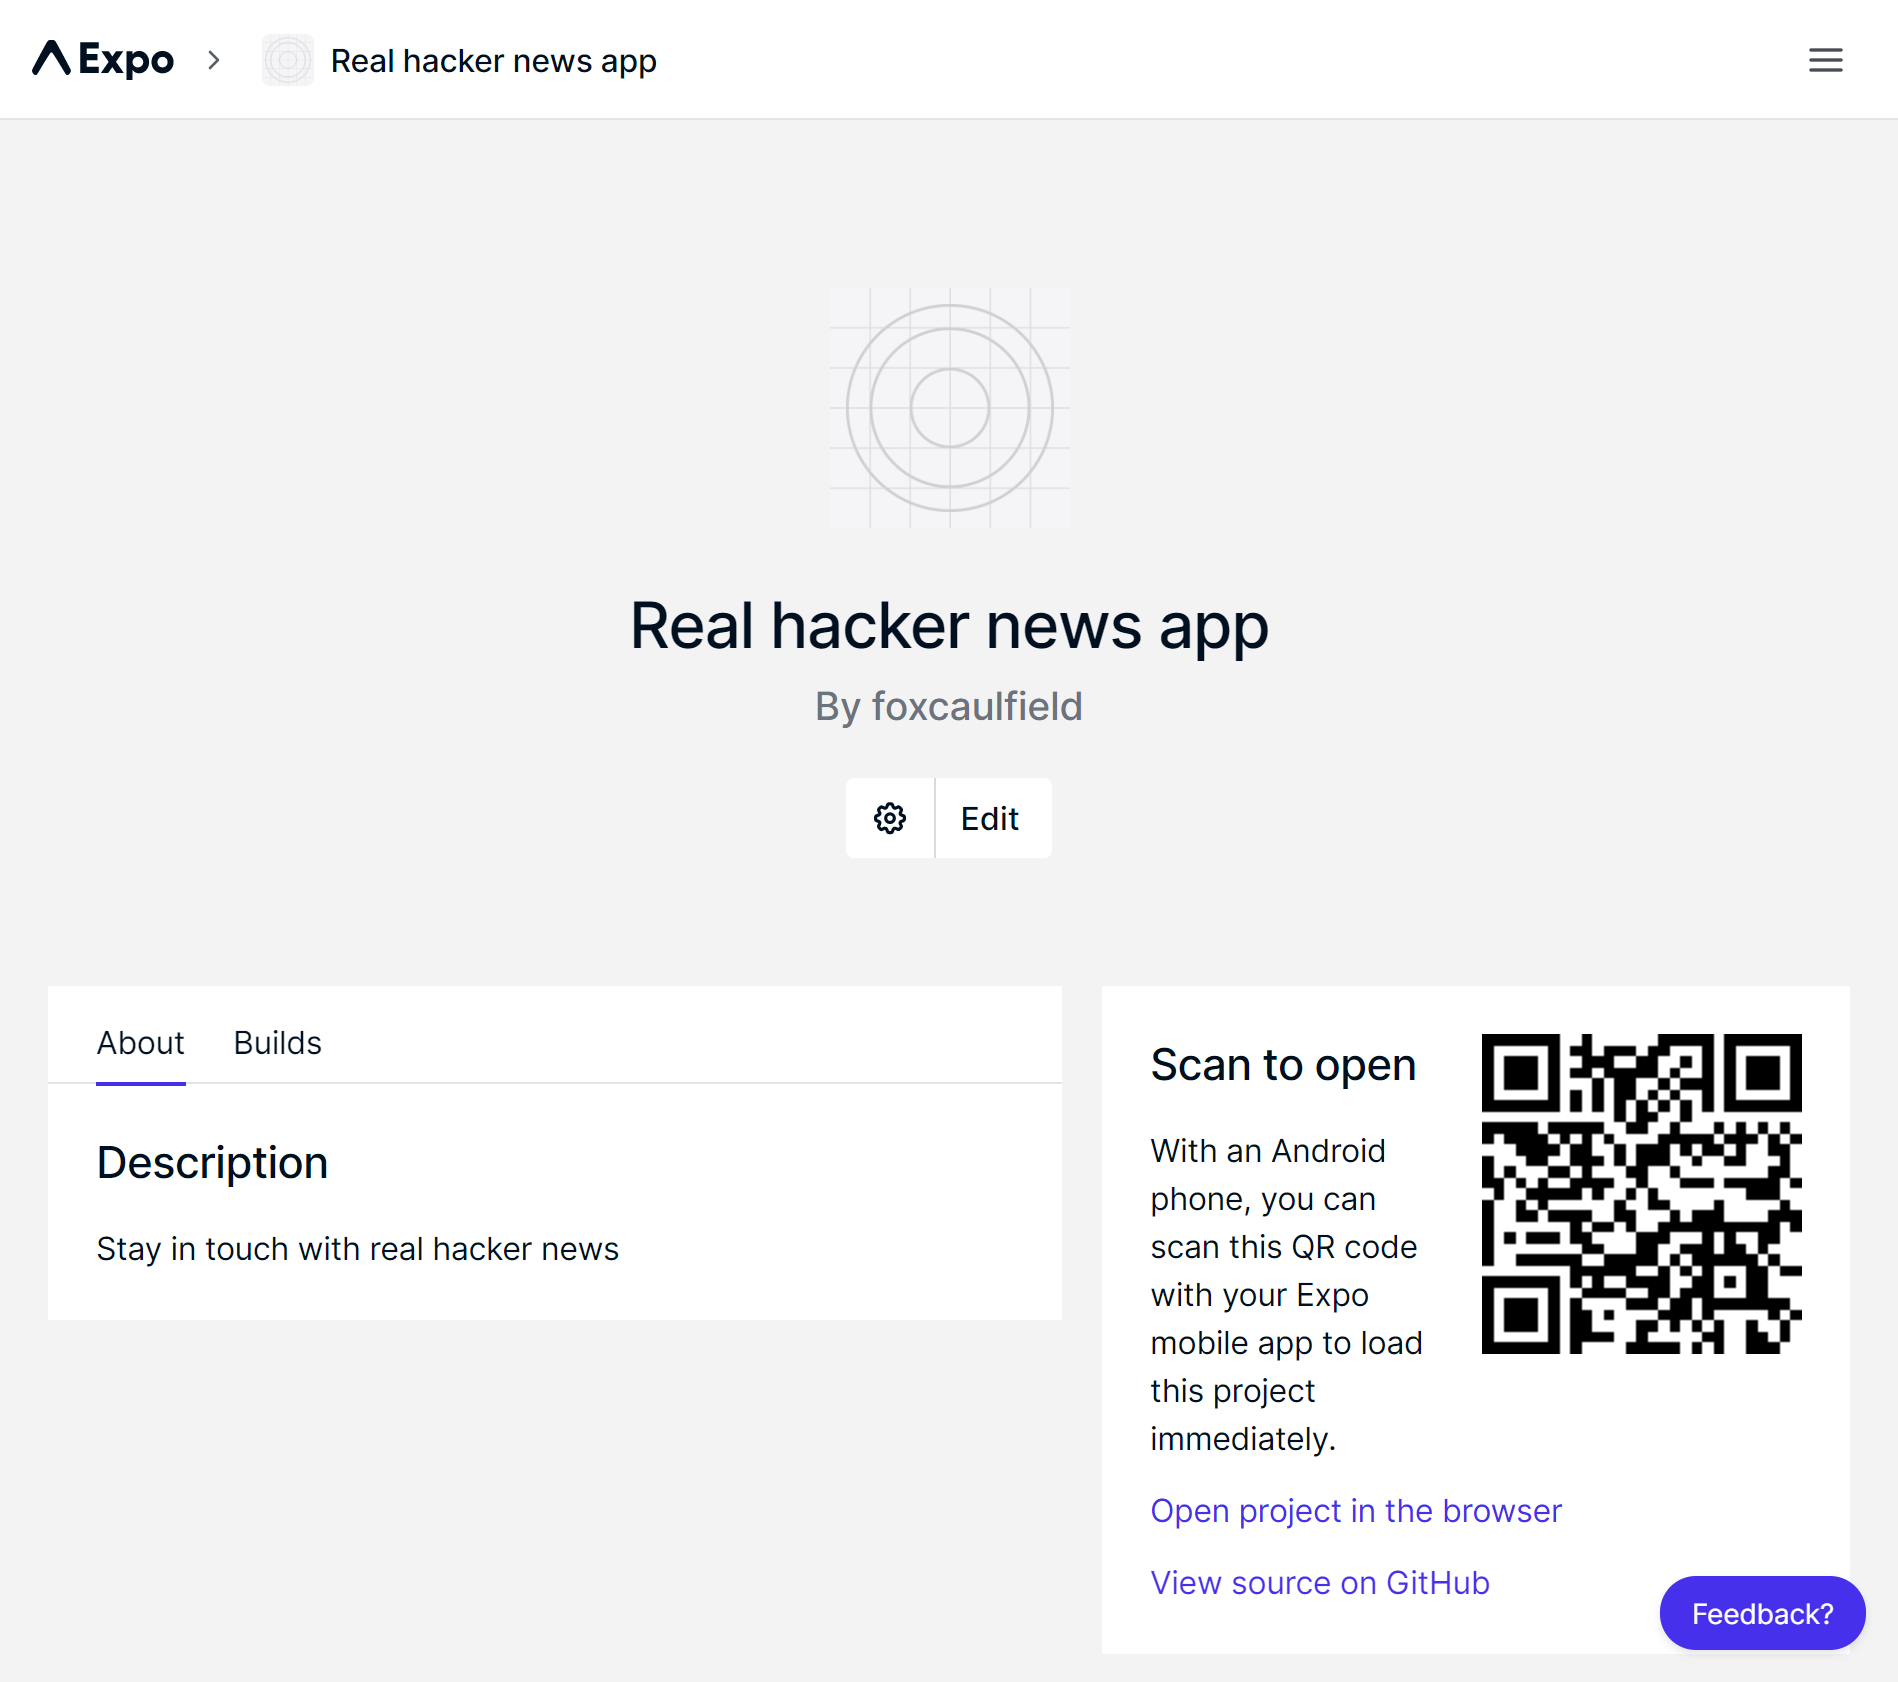 Expo
Real hacker news app
Real hacker news app
By foxcaulfield
Edit
About Builds
Description
Stay in touch with real hacker news
Scan to open
With an Android
phone, you can
scan this QR code
with your Expo
mobile app to load
this project
immediately.
Open project in the browser
View source on GitHub
Feedback?